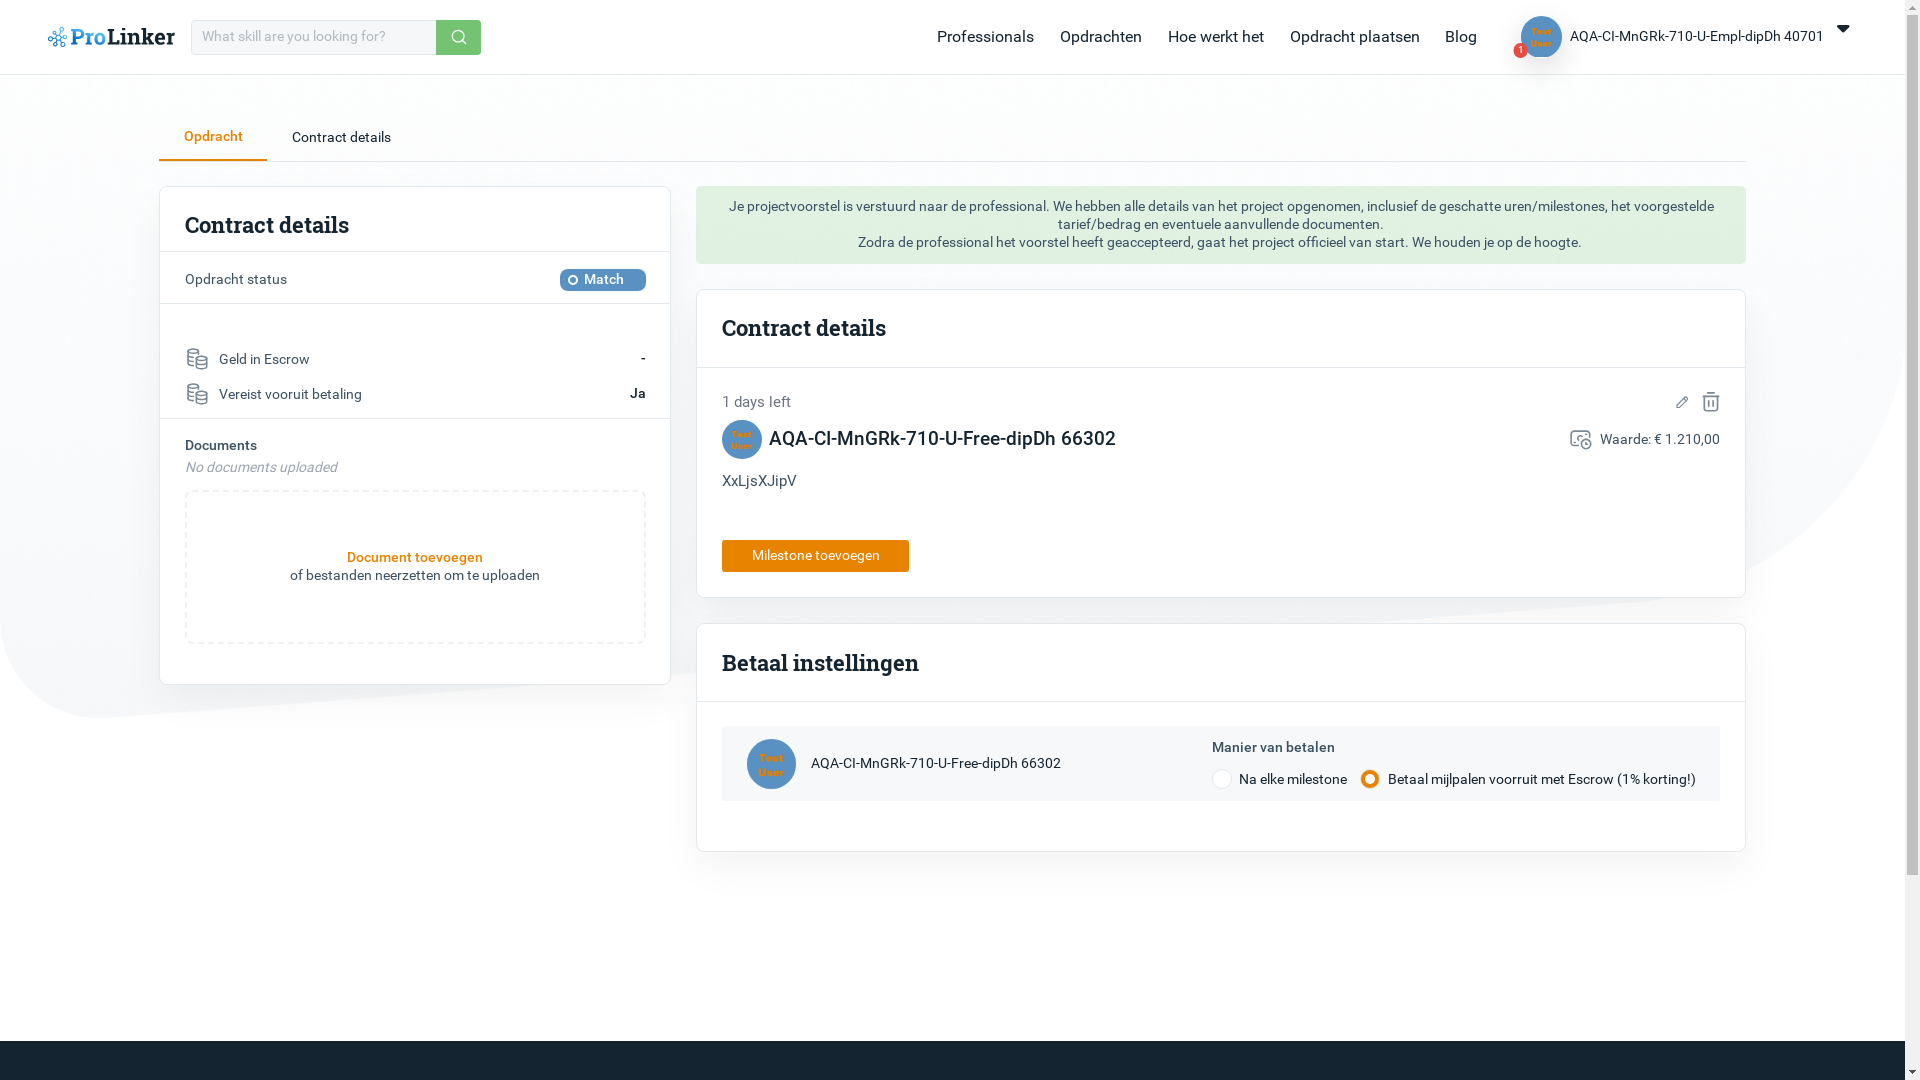 ProLinker
What skill are you looking for?
Professionals
Opdrachten
Hoe werkt het
Opdracht plaatsen
Blog
1
Test User
AQA-CI-MnGRk-710-U-Empl-dipDh 40701
Opdracht
Contract details
Contract details
Opdracht status
Match
Geld in Escrow
-
Vereist vooruit betaling
Ja
Documents
No documents uploaded
Document toevoegen
of bestanden neerzetten om te uploaden
Je projectvoorstel is verstuurd naar de professional. We hebben alle details van het project opgenomen, inclusief de geschatte uren/milestones, het voorgestelde
tarief/bedrag en eventuele aanvullende documenten.
Zodra de professional het voorstel heeft geaccepteerd, gaat het project officieel van start. We houden je op de hoogte.
Contract details
1 days left
Test User
AQA-CI-MnGRk-710-U-Free-dipDh 66302
Waarde: € 1.210,00
XxLjsXJipV
Milestone toevoegen
Betaal instellingen
Test User
AQA-CI-MnGRk-710-U-Free-dipDh 66302
Manier van betalen
Na elke milestone
Betaal mijlpalen voorruit met Escrow (1% korting!)